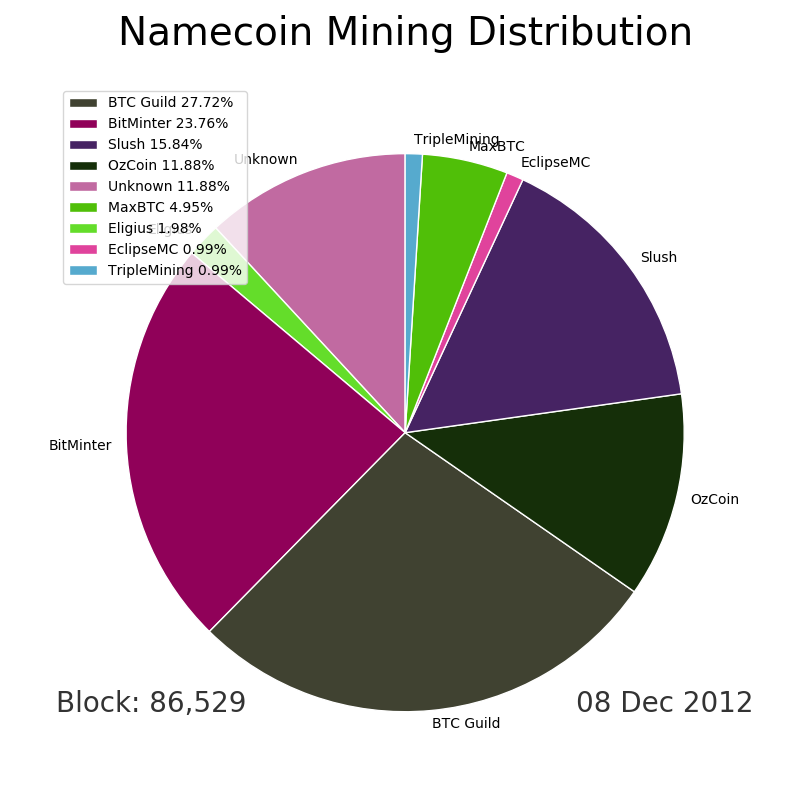 Namecoin Mining Distribution
BTC Guild 27.72%
BitMinter 23.76%
Slush 15.84%
OzCoin 11.88%
Unknown 11.88%
MaxBTC 4.95%
Eligius 1.98%
EclipseMC 0.99%
TripleMining 0.99%
TripleMining
MaxBTC
EclipseMC
Unknown
Slush
BitMinter
OzCoin
BTC Guild
Block: 86,529
08 Dec 2012